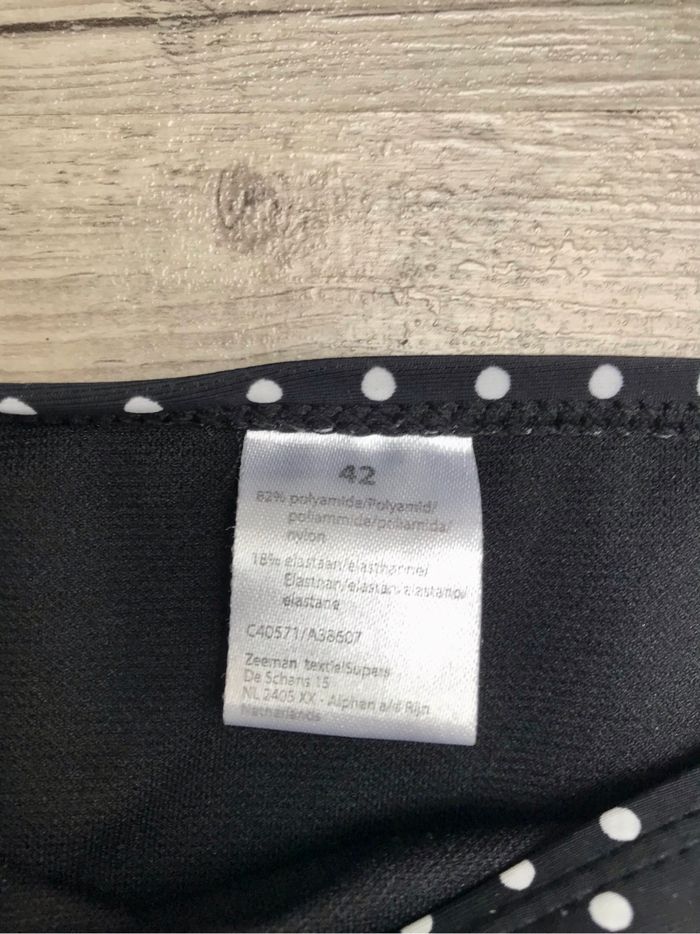 42
82% polyamide/Polyamid/
poliammide/poliamida/
nylon
18% elastaan/élasthanne/
Elasthan/elastan/elastano/
elastane
C40571/A38607
Zeeman textielSupers
De Schans 15
NL 2405 XX - Alphen a/d Rijn
Netherlands